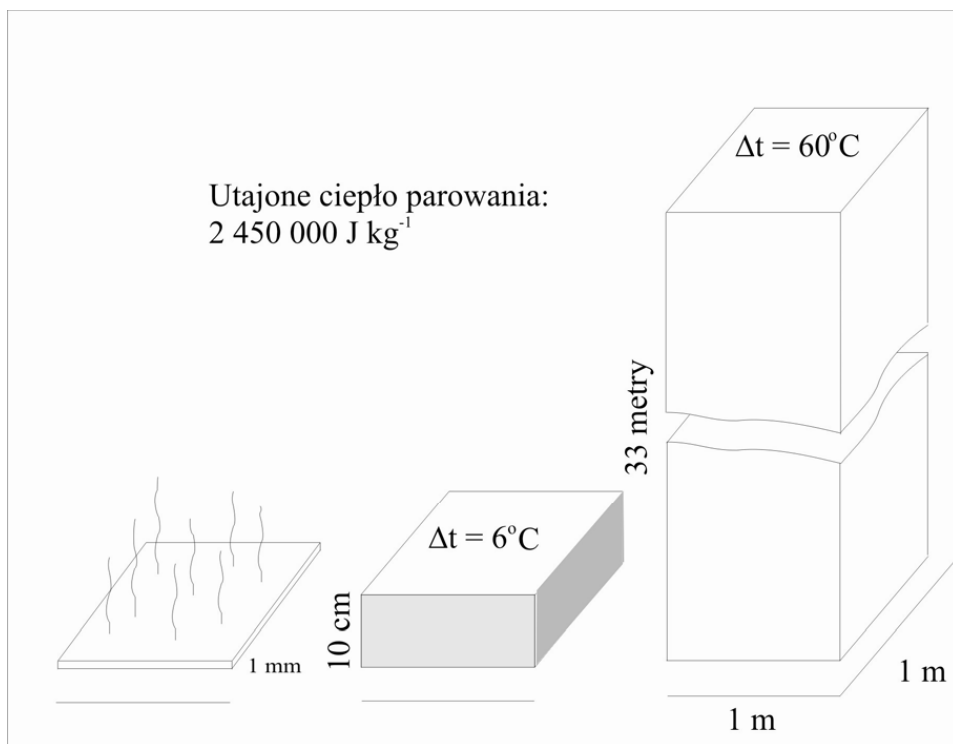 Δt = 60°C
Utajone ciepło parowania:
2 450 000 J kg⁻¹
33 metry
Δt = 6°C
10 cm
1 mm
1 m
1 m